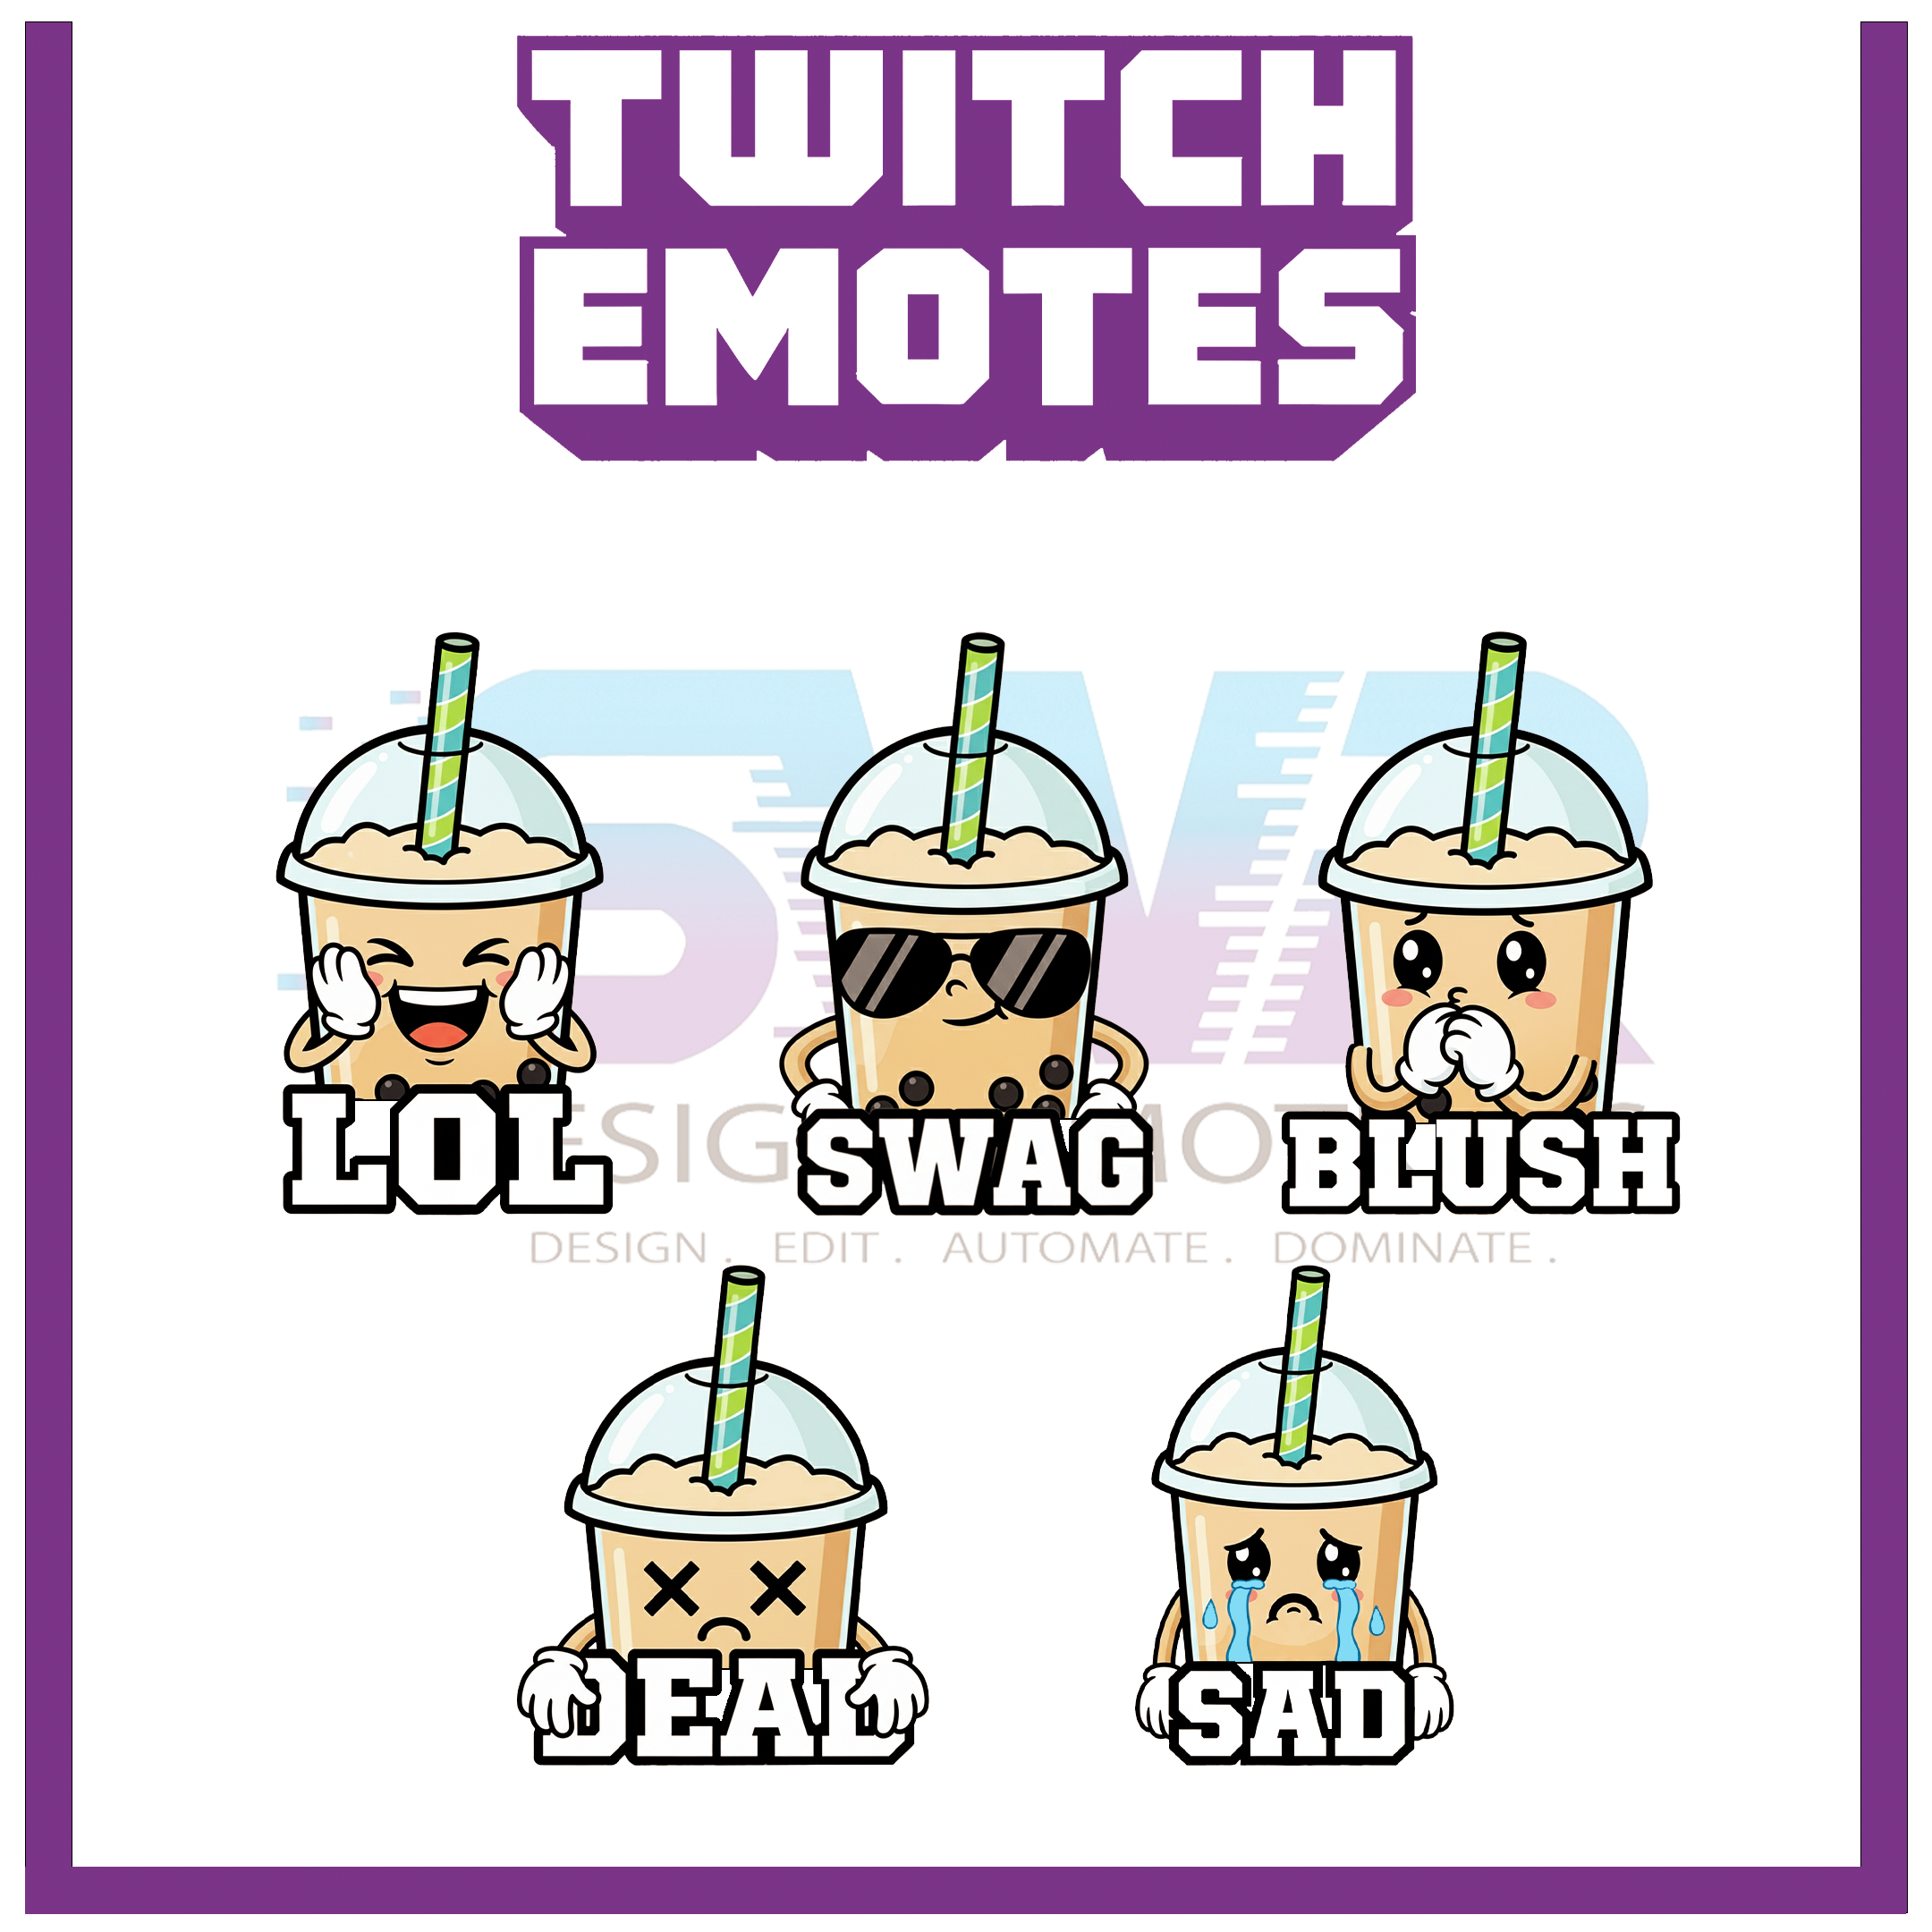 TWITCH
EMOTES
LOL
SWAG
BLUSH
DESIGN . EDIT . AUTOMATE . DOMINATE .
DEAD
SAD